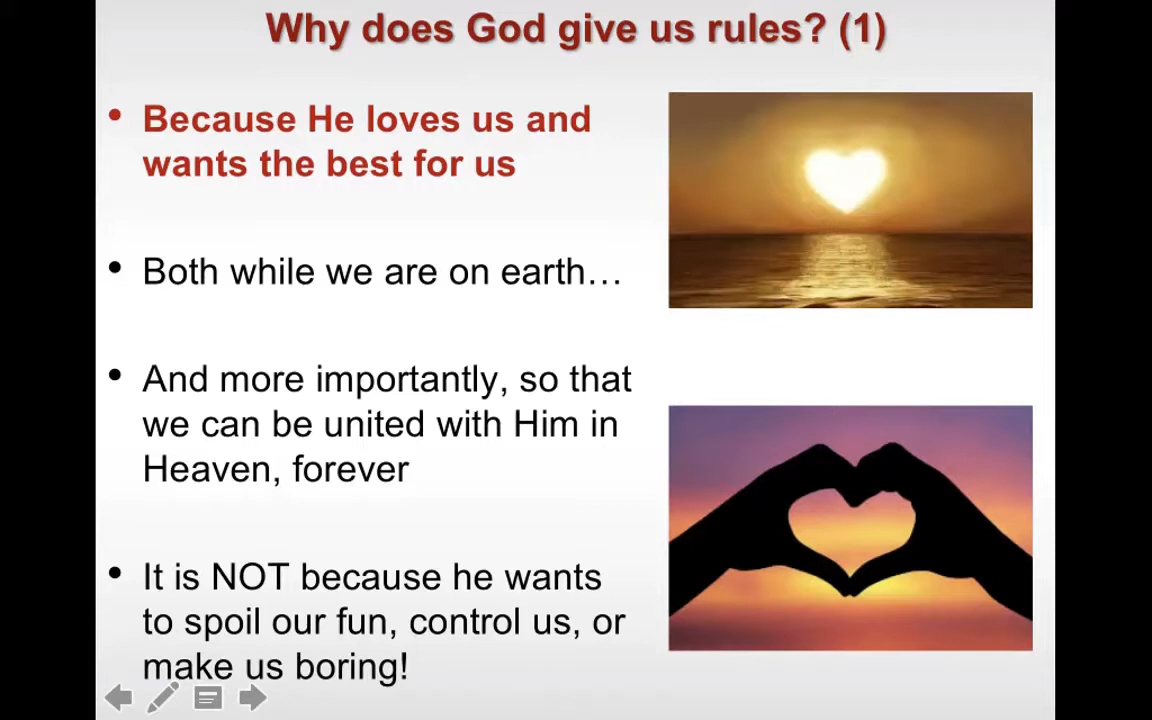 Why does God give us rules? (1)
• Because He loves us and
wants the best for us
• Both while we are on earth…
• And more importantly, so that
we can be united with Him in
Heaven, forever
• It is NOT because he wants
to spoil our fun, control us, or
make us boring!